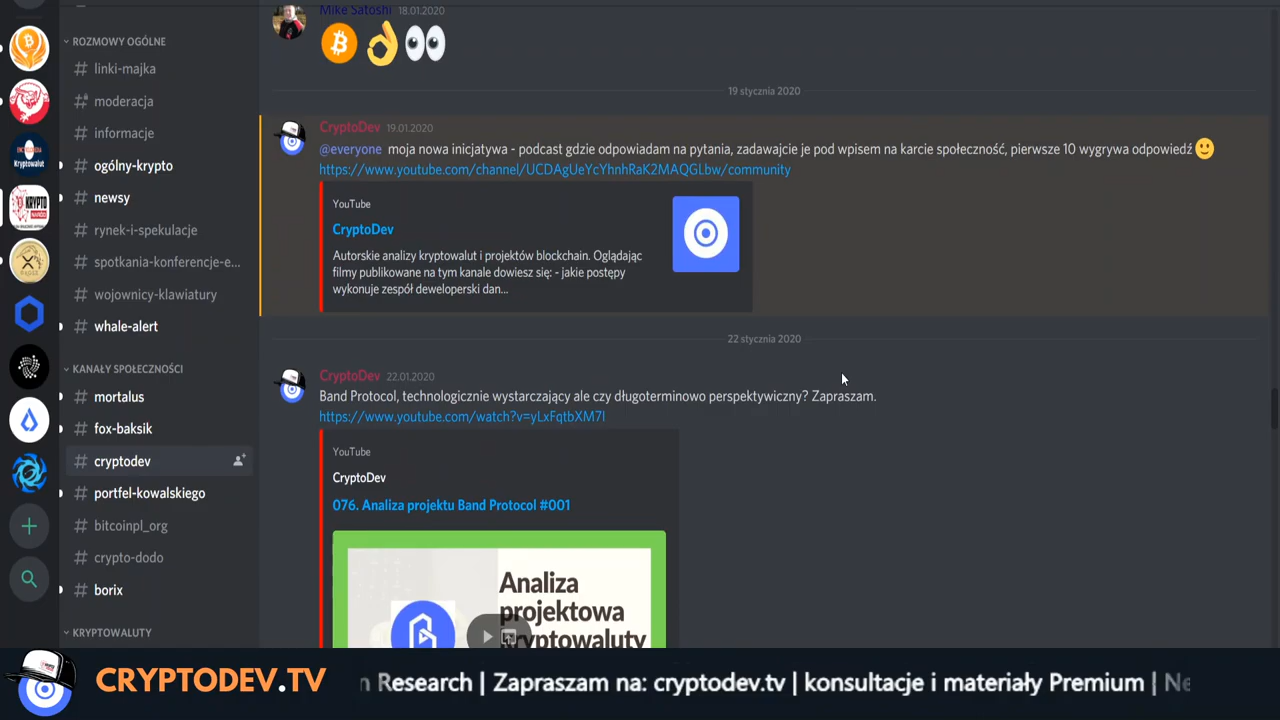 ROZMOWY OGÓLNE
linki-majka
moderacja
informacje
ogólny-krypto
newsy
rynek-i-spekulacje
spotkania-konferencje-e...
wojownicy-klawiatury
whale-alert
KANAŁY SPOŁECZNOŚCI
mortalus
fox-baksik
cryptodev
portfel-kowalskiego
bitcoinpl_org
crypto-dodo
borix
KRYPTOWALUTY
Mike Satoshi 18.01.2020
19 stycznia 2020
CryptoDev 19.01.2020
@everyone moja nowa inicjatywa - podcast gdzie odpowiadam na pytania, zadawajcie je pod wpisem na karcie społeczność, pierwsze 10 wygrywa odpowiedź
https://www.youtube.com/channel/UCDAgUeYcYhnhRaK2MAQGLbw/community
YouTube
CryptoDev
Autorskie analizy kryptowalut i projektów blockchain. Oglądając
filmy publikowane na tym kanale dowiesz się: - jakie postępy
wykonuje zespół deweloperski dan...
22 stycznia 2020
CryptoDev 22.01.2020
Band Protocol, technologicznie wystarczający ale czy długoterminowo perspektywiczny? Zapraszam.
https://www.youtube.com/watch?v=yLxFqtbXM7I
YouTube
CryptoDev
076. Analiza projektu Band Protocol #001
Analiza
projektowa
kryptowaluty
CRYPTODEV.TV
n Research | Zapraszam na: cryptodev.tv | konsultacje i materiały Premium | Ne